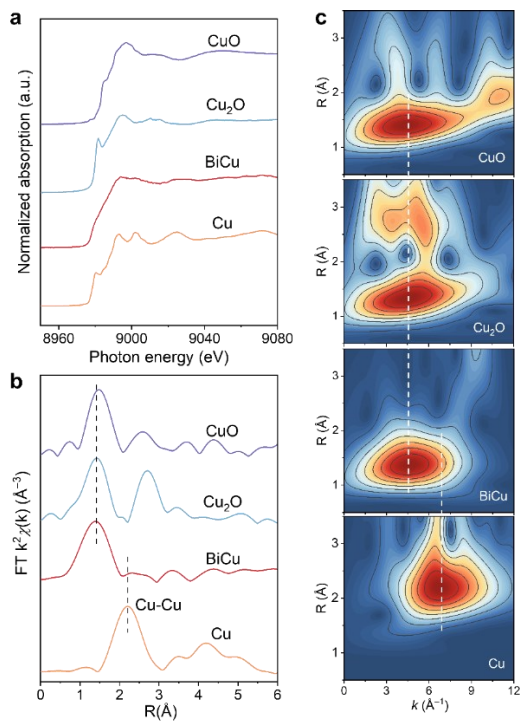 a
CuO
Cu₂O
BiCu
Cu
Normalized absorption (a.u.)
8960 9000 9040 9080
Photon energy (eV)
b
CuO
Cu₂O
BiCu
Cu-Cu
Cu
FT k²χ(k) (Å⁻³)
0 1 2 3 4 5 6
R(Å)
c
R (Å)
3
2
1
CuO
R (Å)
3
2
1
Cu₂O
R (Å)
3
2
1
BiCu
R (Å)
3
2
1
Cu
0 3 6 9 12
k (Å⁻¹)